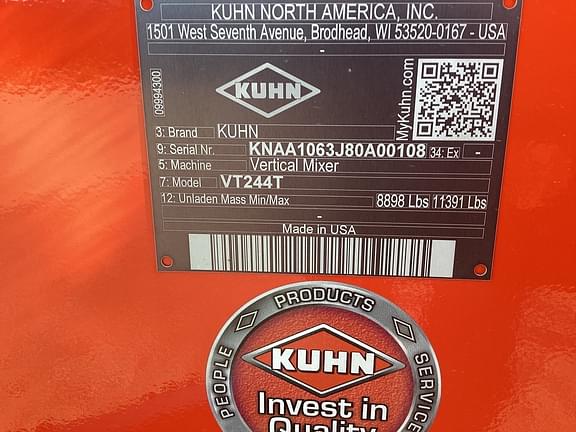 KUHN NORTH AMERICA, INC.
1501 West Seventh Avenue, Brodhead, WI 53520-0167 - USA
-
09994300
KUHN
MyKuhn.com
3: Brand KUHN
9: Serial Nr. KNAA1063J80A00108 34: Ex -
5: Machine Vertical Mixer
7: Model VT244T
12: Unladen Mass Min/Max 8898 Lbs 11391 Lbs
-
Made in USA
PEOPLE PRODUCTS SERVICE
KUHN
Invest in
Quality